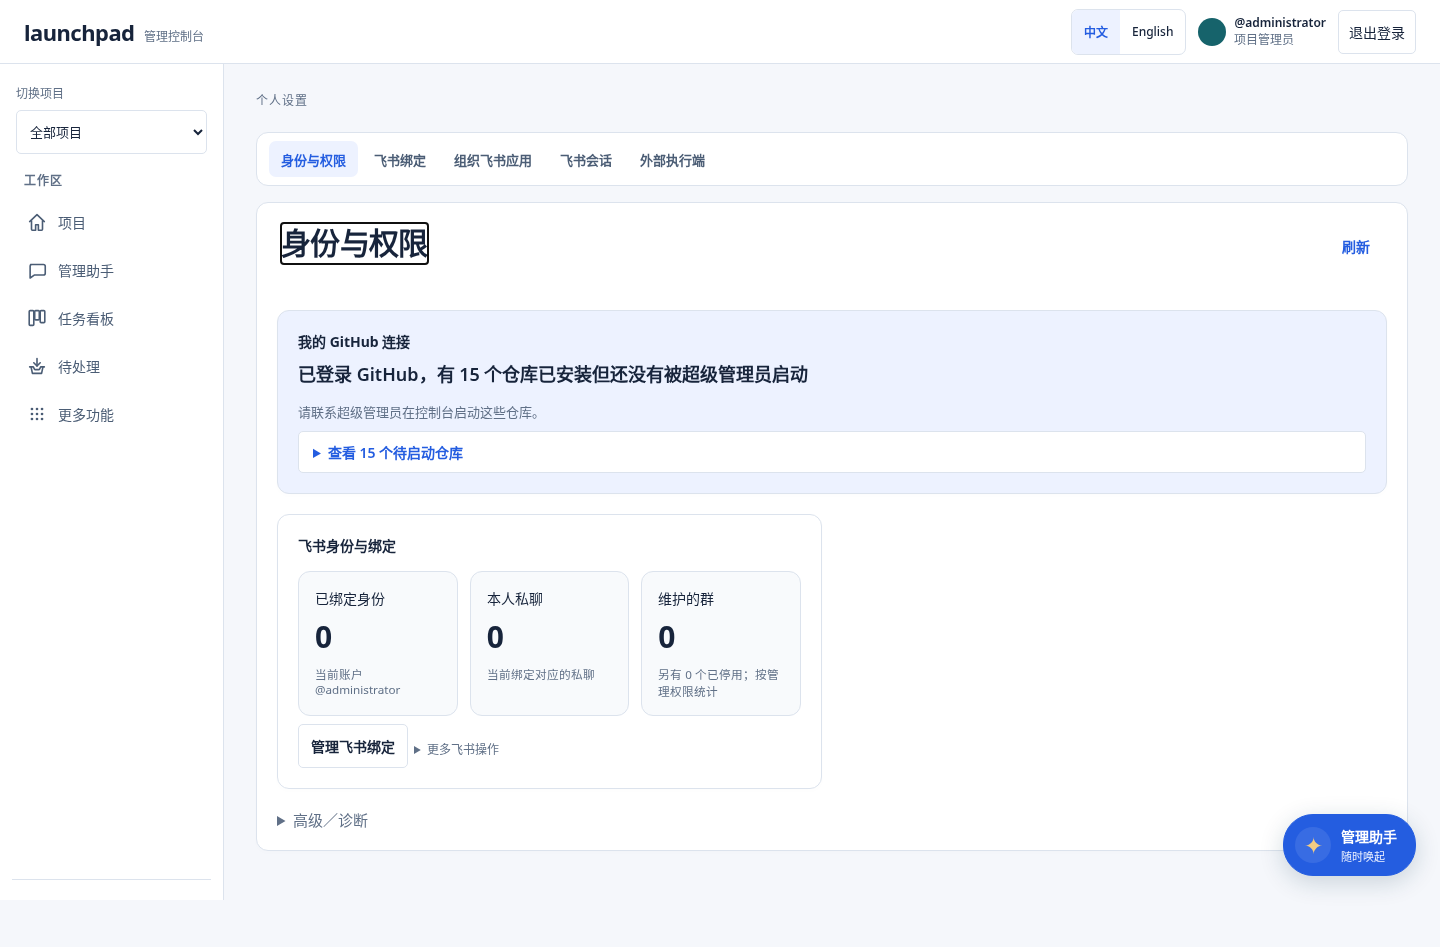 launchpad 管理控制台
中文 English
@administrator
项目管理员
退出登录
切换项目
全部项目
工作区
项目
管理助手
任务看板
待处理
更多功能
个人设置
身份与权限 飞书绑定 组织飞书应用 飞书会话 外部执行端
身份与权限
刷新
我的 GitHub 连接
已登录 GitHub，有 15 个仓库已安装但还没有被超级管理员启动
请联系超级管理员在控制台启动这些仓库。
查看 15 个待启动仓库
飞书身份与绑定
已绑定身份
0
当前账户
@administrator
本人私聊
0
当前绑定对应的私聊
维护的群
0
另有 0 个已停用；按管
理权限统计
管理飞书绑定
更多飞书操作
高级／诊断
管理助手
随时唤起